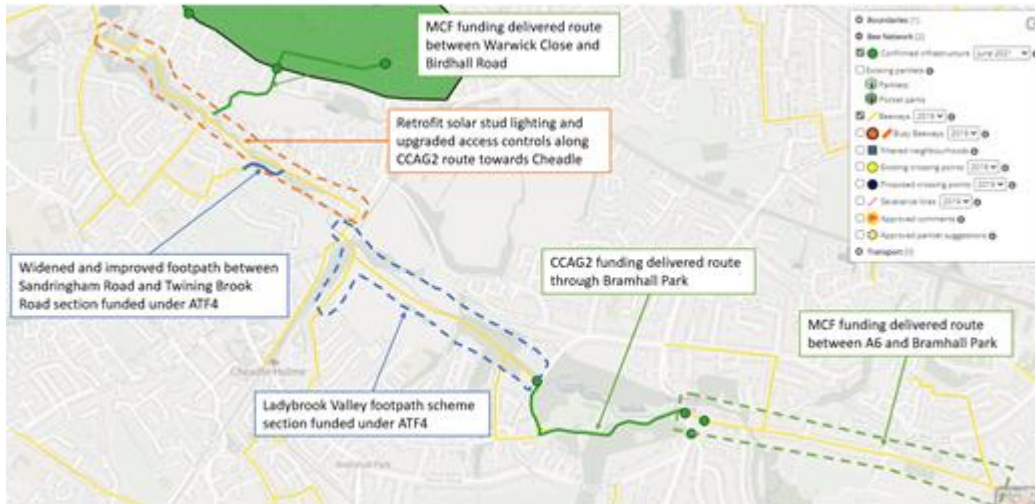 MCF funding delivered route
between Warwick Close and
Birdhall Road
Retrofit solar stud lighting and
upgraded access controls along
CCAG2 route towards Cheadle
Widened and improved footpath between
Sandringham Road and Twining Brook
Road section funded under ATF4
CCAG2 funding delivered route
through Bramhall Park
MCF funding delivered route
between A6 and Bramhall Park
Ladybrook Valley footpath scheme
section funded under ATF4
Cheadle Hulme
Bramhall Park
Boundaries
Bee Network
Confirmed infrastructure June 2021
Existing parklets
Parklets
Pocket parks
Beeways 2019
Busy Beeways 2019
Filtered neighbourhoods
Existing crossing points 2019
Proposed crossing points 2019
Severance lines 2019
Approved comments
Approved parklet suggestions
Transport